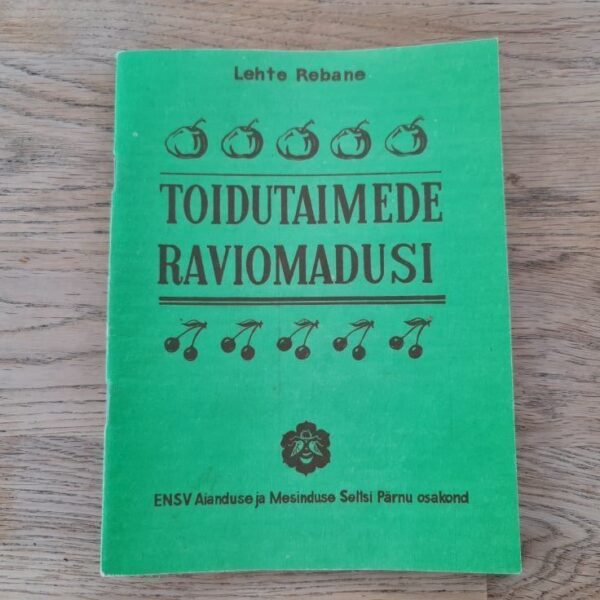 Lehte Rebane
TOIDUTAIMEDE
RAVIOMADUSI
ENSV Aianduse ja Mesinduse Seltsi Pärnu osakond